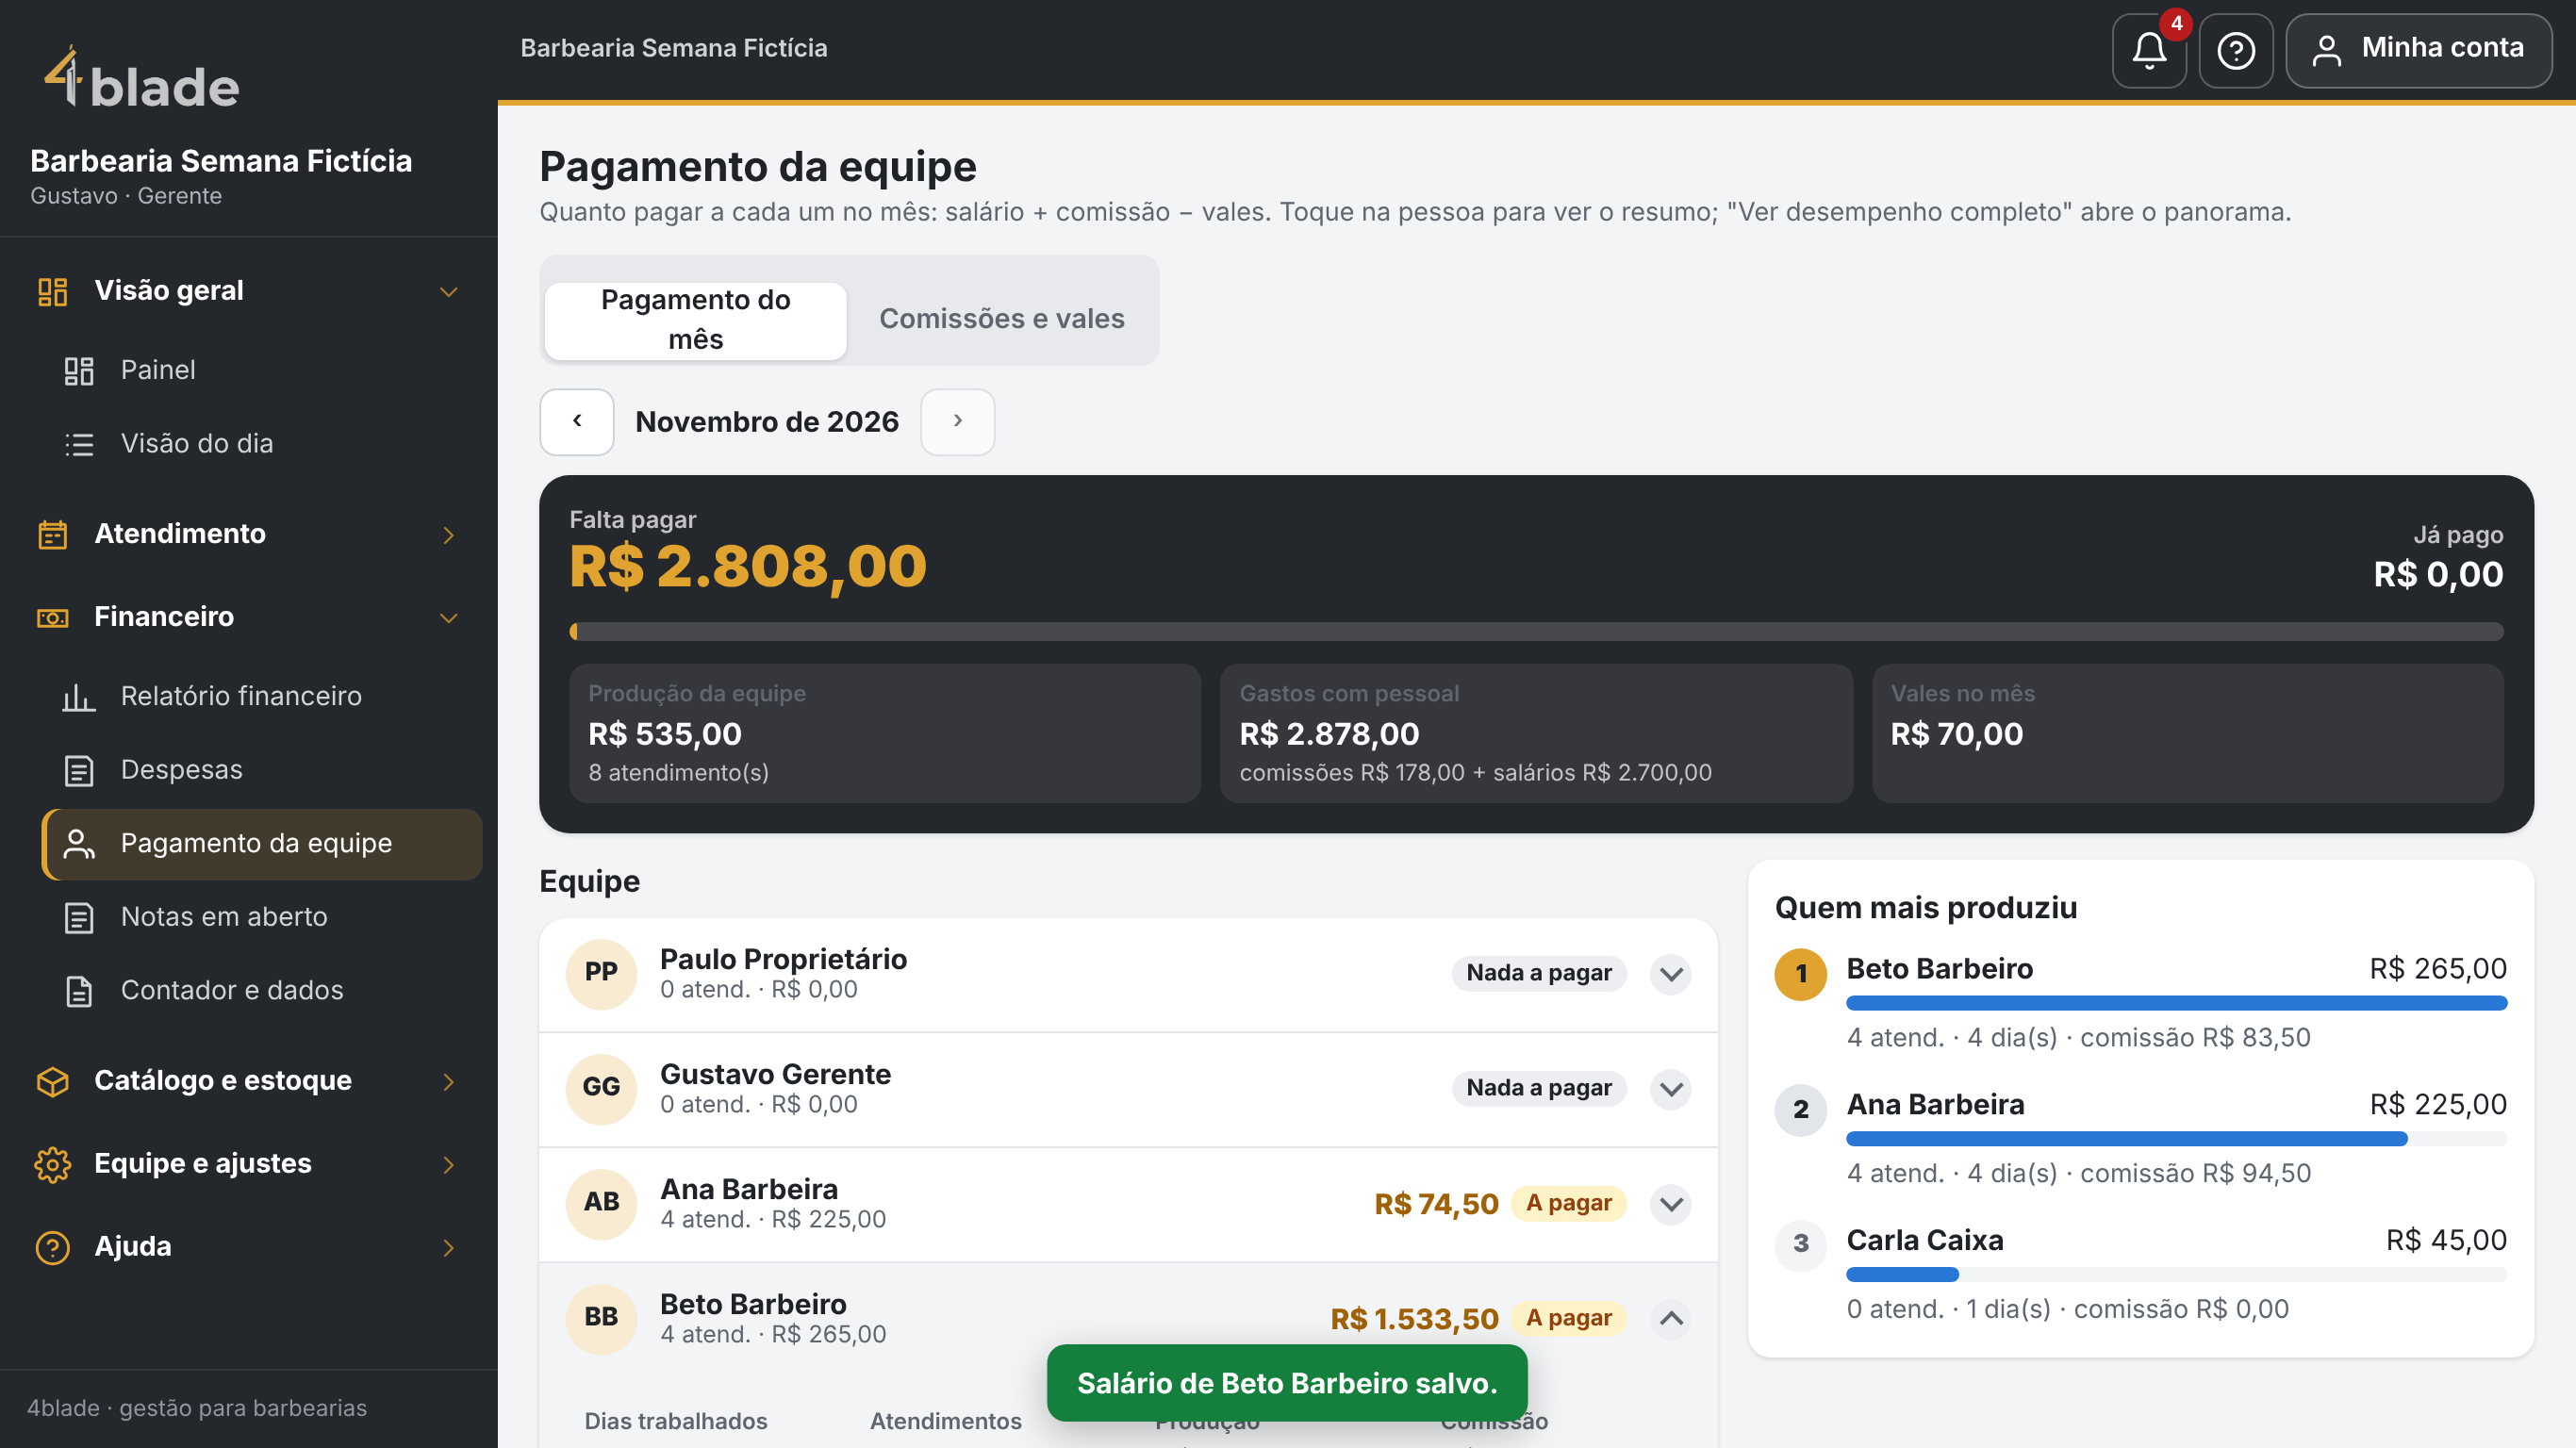 4blade
Barbearia Semana Fictícia
Gustavo · Gerente
Visão geral
Painel
Visão do dia
Atendimento
Financeiro
Relatório financeiro
Despesas
Pagamento da equipe
Notas em aberto
Contador e dados
Catálogo e estoque
Equipe e ajustes
Ajuda
4blade · gestão para barbearias
Barbearia Semana Fictícia
4
Minha conta
Pagamento da equipe
Quanto pagar a cada um no mês: salário + comissão − vales. Toque na pessoa para ver o resumo; "Ver desempenho completo" abre o panorama.
Pagamento do
mês
Comissões e vales
Novembro de 2026
Falta pagar
R$ 2.808,00
Já pago
R$ 0,00
Produção da equipe
R$ 535,00
8 atendimento(s)
Gastos com pessoal
R$ 2.878,00
comissões R$ 178,00 + salários R$ 2.700,00
Vales no mês
R$ 70,00
Equipe
PP
Paulo Proprietário
0 atend. · R$ 0,00
Nada a pagar
GG
Gustavo Gerente
0 atend. · R$ 0,00
Nada a pagar
AB
Ana Barbeira
4 atend. · R$ 225,00
R$ 74,50
A pagar
BB
Beto Barbeiro
4 atend. · R$ 265,00
R$ 1.533,50
A pagar
Salário de Beto Barbeiro salvo.
Dias trabalhados
Atendimentos
Produção
Comissão
Quem mais produziu
1
Beto Barbeiro
R$ 265,00
4 atend. · 4 dia(s) · comissão R$ 83,50
2
Ana Barbeira
R$ 225,00
4 atend. · 4 dia(s) · comissão R$ 94,50
3
Carla Caixa
R$ 45,00
0 atend. · 1 dia(s) · comissão R$ 0,00